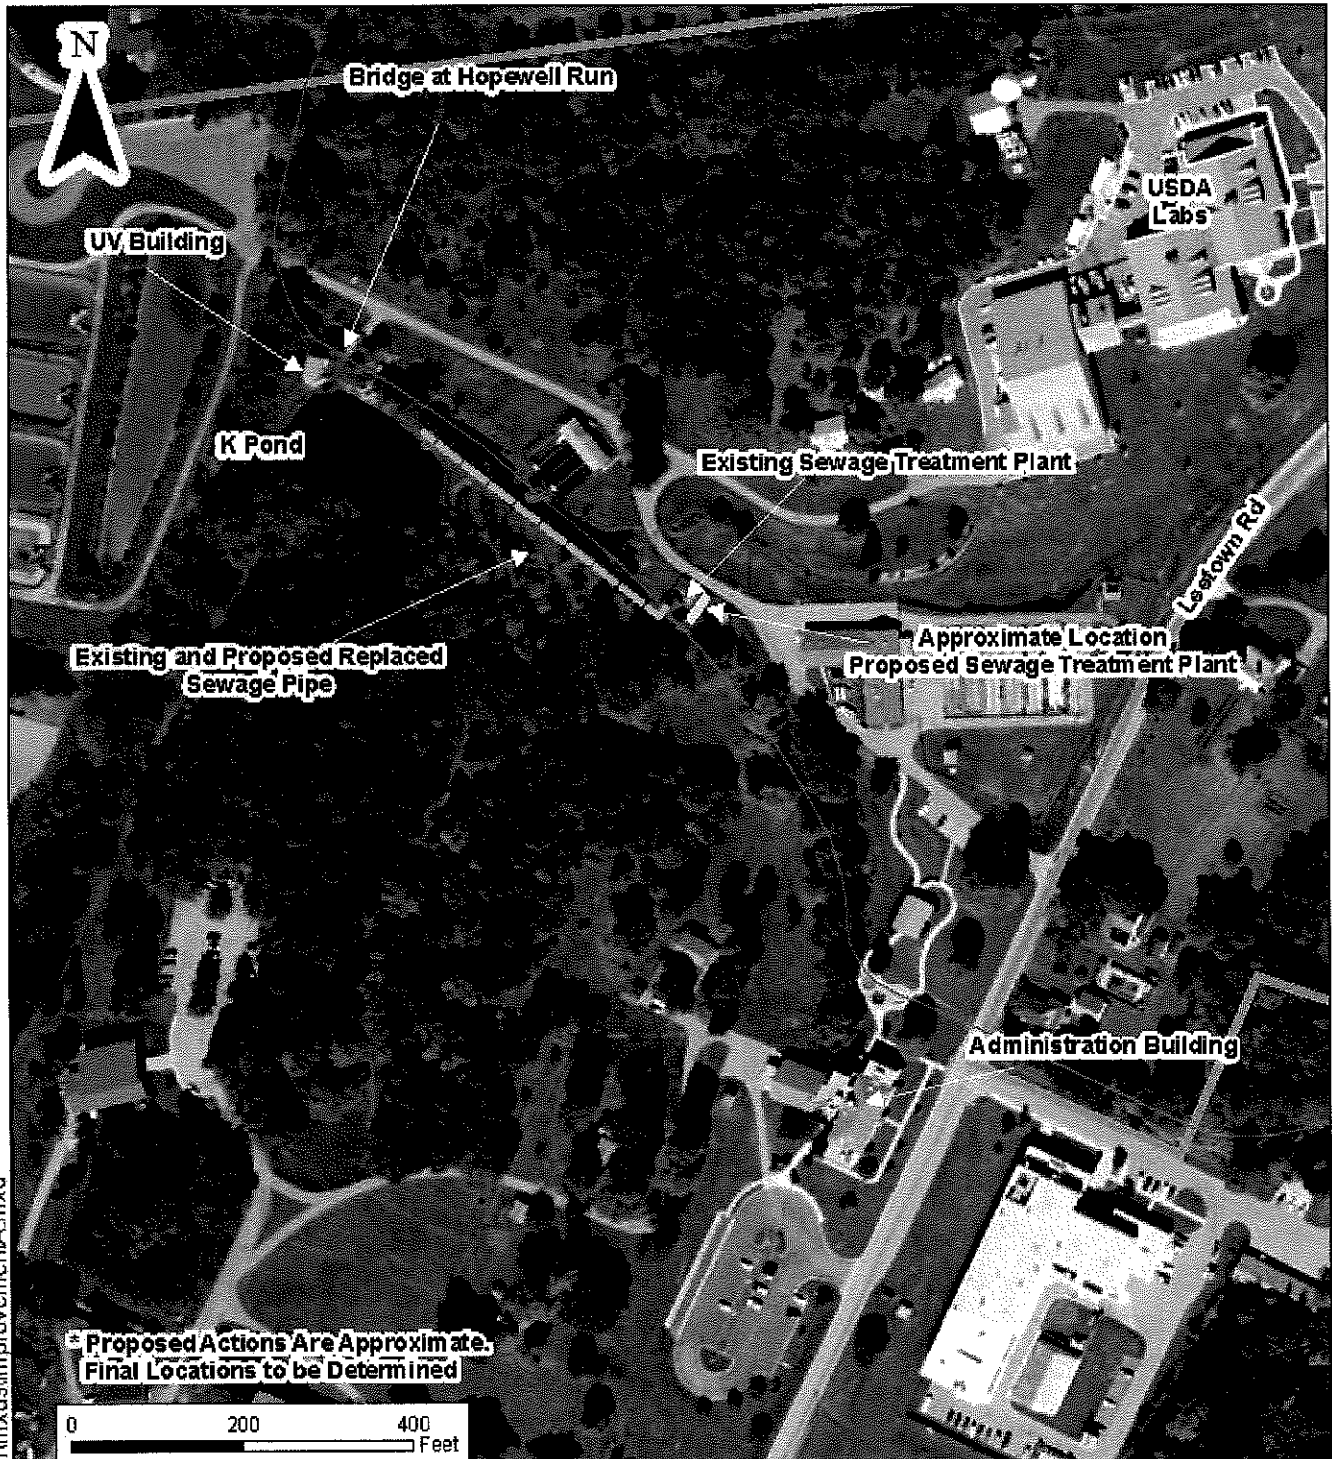 N
Bridge at Hopewell Run
USDA
Labs
UV Building
K Pond
Existing Sewage Treatment Plant
Leetown Rd
Approximate Location
Proposed Sewage Treatment Plant
Existing and Proposed Replaced
Sewage Pipe
Administration Building
* Proposed Actions Are Approximate.
Final Locations to be Determined
0 200 400
Feet